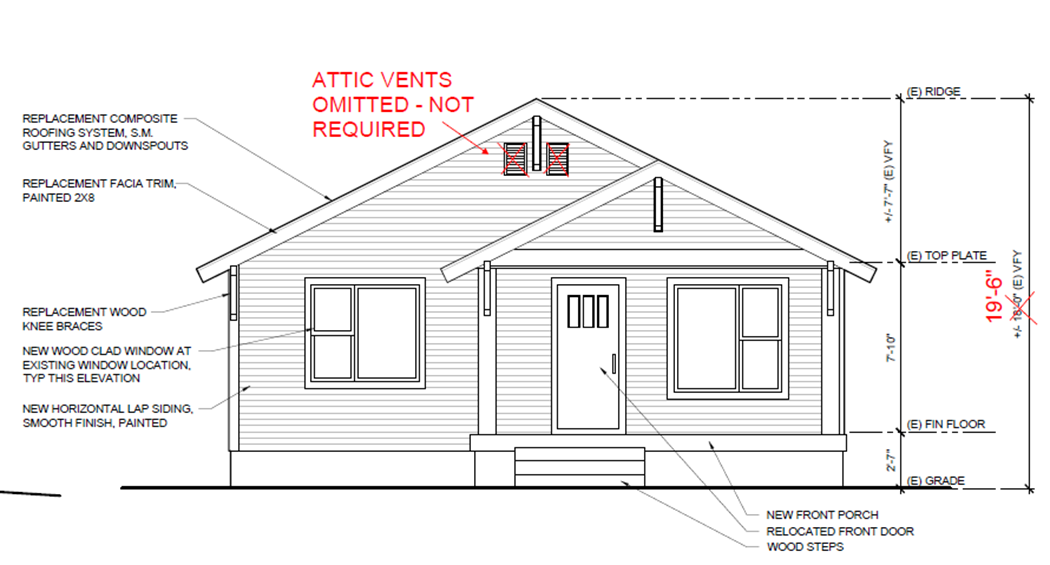 ATTIC VENTS
OMITTED - NOT
REQUIRED
(E) RIDGE
REPLACEMENT COMPOSITE
ROOFING SYSTEM, S.M.
GUTTERS AND DOWNSPOUTS
REPLACEMENT FACIA TRIM,
PAINTED 2X8
+/- 7'-7" (E) VFY
(E) TOP PLATE
19'-6"
+/- 18'-0" (E) VFY
REPLACEMENT WOOD
KNEE BRACES
NEW WOOD CLAD WINDOW AT
EXISTING WINDOW LOCATION,
TYP THIS ELEVATION
7'-10"
NEW HORIZONTAL LAP SIDING,
SMOOTH FINISH, PAINTED
(E) FIN FLOOR
2'-7"
(E) GRADE
NEW FRONT PORCH
RELOCATED FRONT DOOR
WOOD STEPS